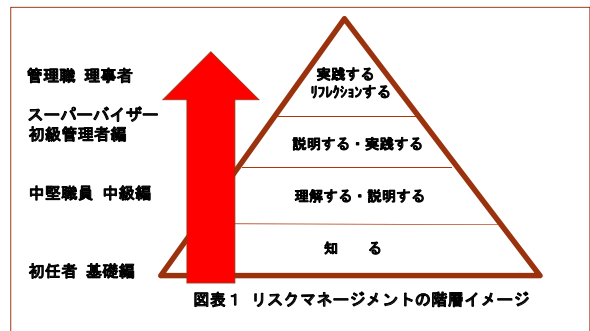 管理職 理事者
実践する
ﾘﾌﾚｸｼｮﾝする
スーパーバイザー
初級管理者編
説明する・実践する
中堅職員 中級編
理解する・説明する
知　る
初任者 基礎編
図表１ リスクマネージメントの階層イメージ